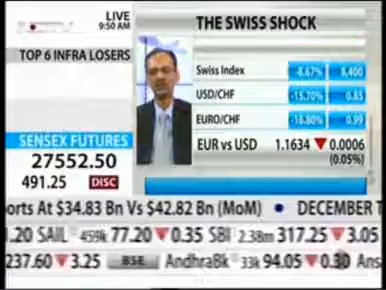 LIVE
9:50 AM
THE SWISS SHOCK
TOP 6 INFRA LOSERS
Swiss Index -8.67% 8,400
USD/CHF -15.70% 0.85
EURO/CHF -16.80% 0.99
EUR vs USD 1.1634 ▼ 0.0006
(0.05%)
SENSEX FUTURES
27552.50
491.25 DISC
orts At $34.83 Bn Vs $42.82 Bn (MoM) • DECEMBER T
.20 SAIL 459k 77.20 ▼ 0.35 SBI 2.38m 317.25 ▼ 3.05
237.60 ▼ 3.25 BSE AndhraBk 33k 94.05 ▼ 0.30 Ans